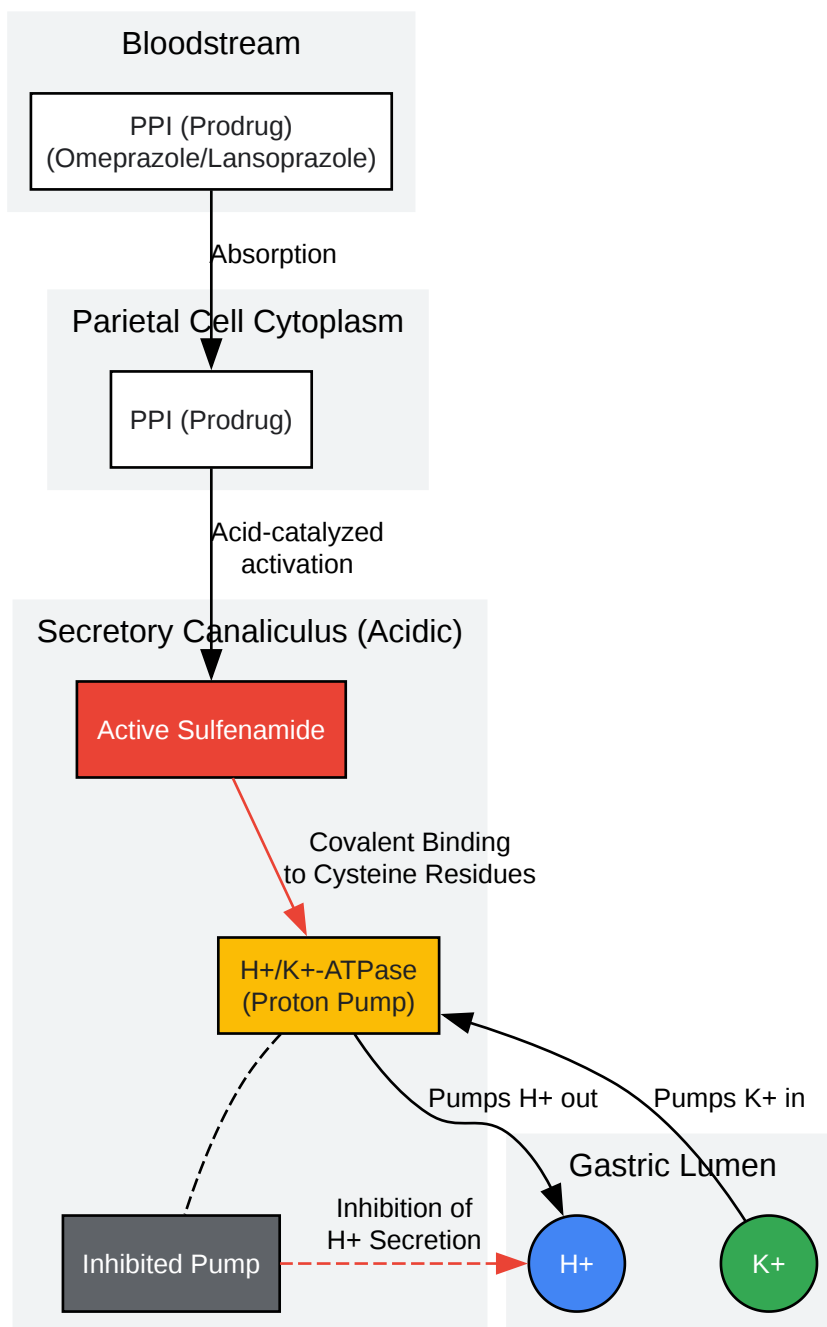 Bloodstream
PPI (Prodrug)
(Omeprazole/Lansoprazole)
Absorption
Parietal Cell Cytoplasm
PPI (Prodrug)
Acid-catalyzed
activation
Secretory Canaliculus (Acidic)
Active Sulfenamide
Covalent Binding
to Cysteine Residues
H+/K+-ATPase
(Proton Pump)
Pumps H+ out
Pumps K+ in
Gastric Lumen
Inhibited Pump
Inhibition of
H+ Secretion
H+
K+